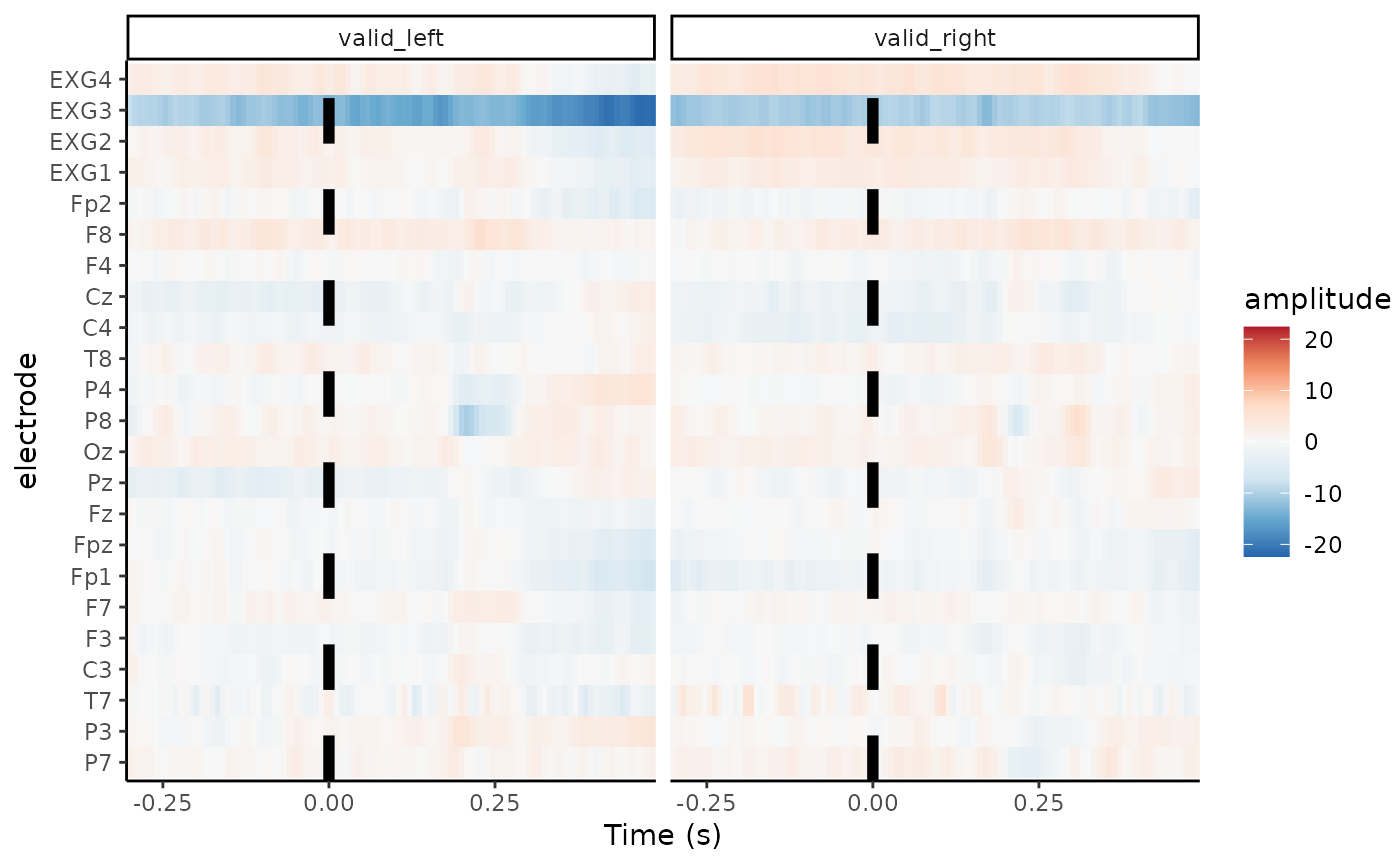 valid_left
valid_right
EXG4
EXG3
EXG2
EXG1
Fp2
F8
F4
Cz
C4
T8
P4
P8
Oz
Pz
Fz
Fpz
Fp1
F7
F3
C3
T7
P3
P7
electrode
-0.25 0.00 0.25
-0.25 0.00 0.25
Time (s)
amplitude
20
10
0
-10
-20